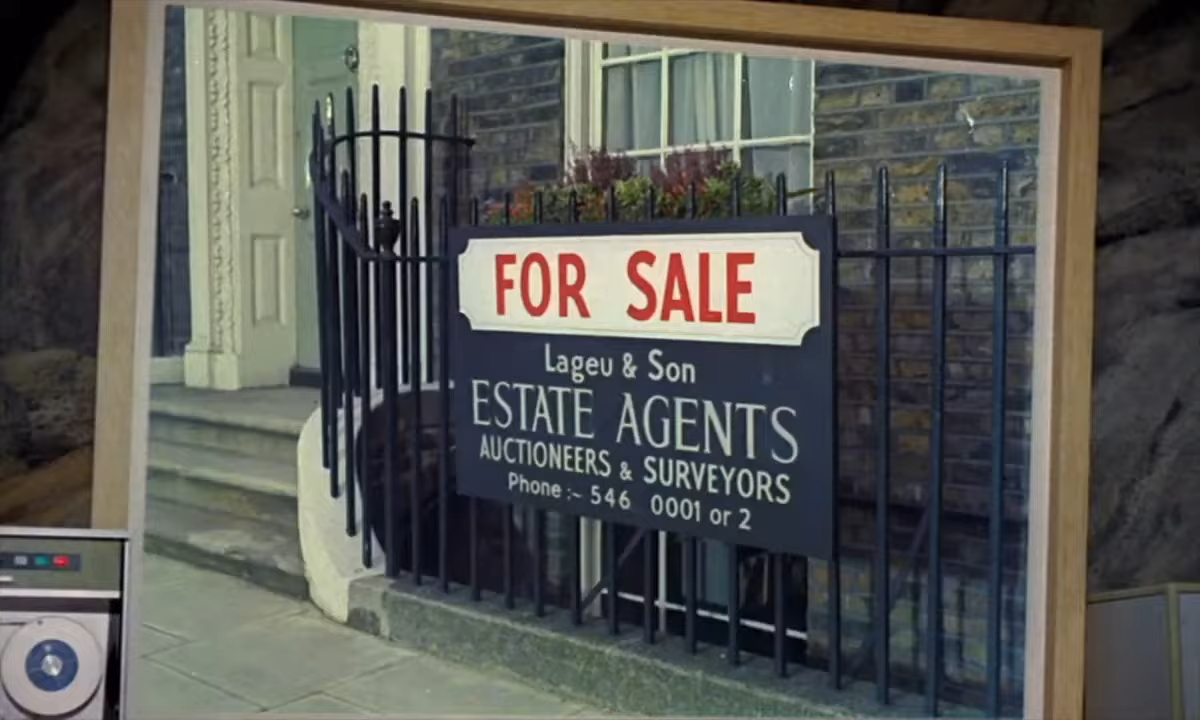 FOR SALE
Lageu & Son
ESTATE AGENTS
AUCTIONEERS & SURVEYORS
Phone :- 546 0001 or 2